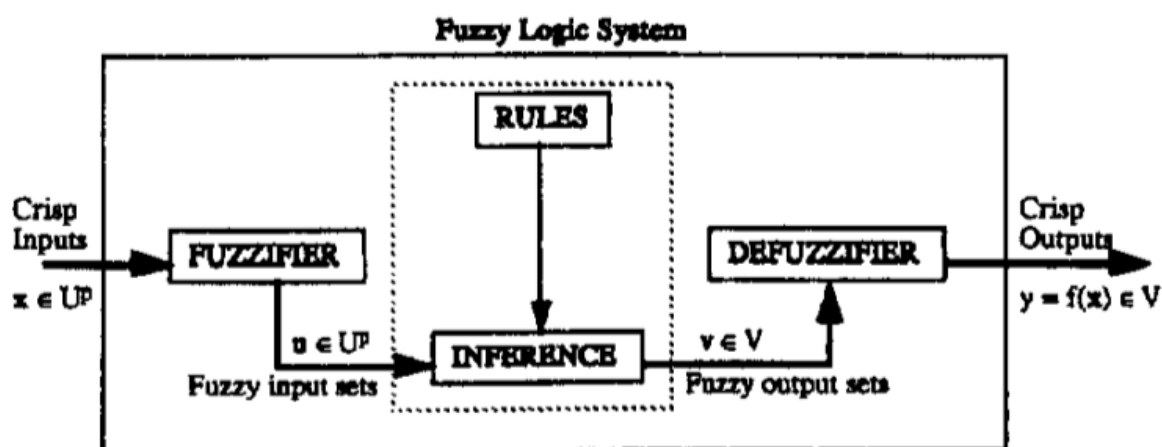 Fuzzy Logic System
RULES
Crisp
Inputs
x ∈ Uᵖ
FUZZIFIER
u ∈ Uᵖ
Fuzzy input sets
INFERENCE
v ∈ V
Fuzzy output sets
DEFUZZIFIER
Crisp
Outputs
y = f(x) ∈ V